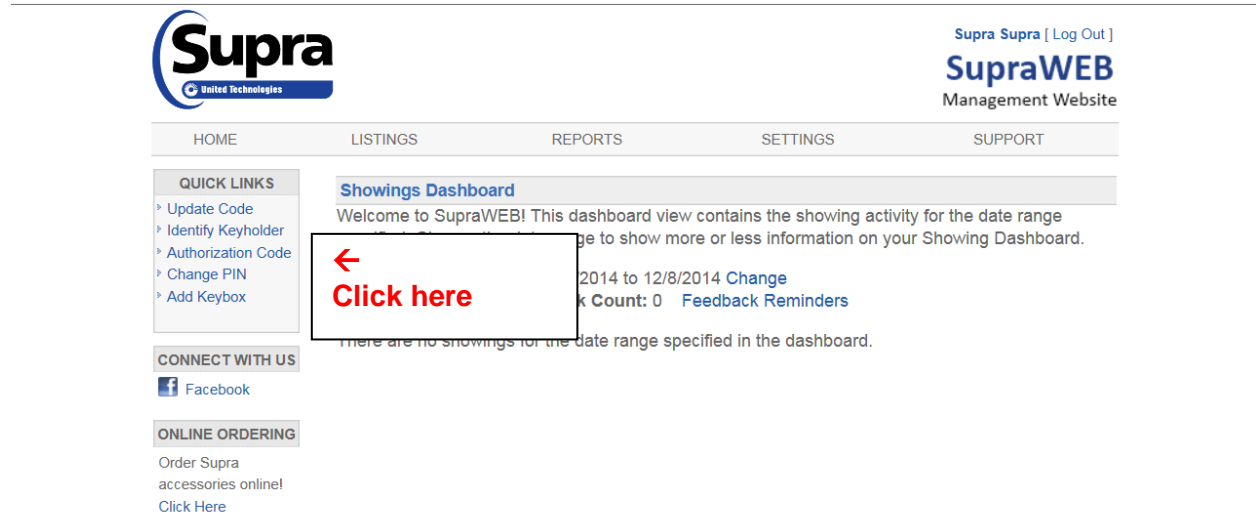 Supra
United Technologies
Supra Supra [ Log Out ]
SupraWEB
Management Website
HOME LISTINGS REPORTS SETTINGS SUPPORT
QUICK LINKS
Update Code
Identify Keyholder
Authorization Code
Change PIN
Add Keybox
CONNECT WITH US
Facebook
ONLINE ORDERING
Order Supra
accessories online!
Click Here
Showings Dashboard
Welcome to SupraWEB! This dashboard view contains the showing activity for the date range
to show more or less information on your Showing Dashboard.
←
Click here
/2014 to 12/8/2014 Change
Count: 0 Feedback Reminders
There are no showings for the date range specified in the dashboard.